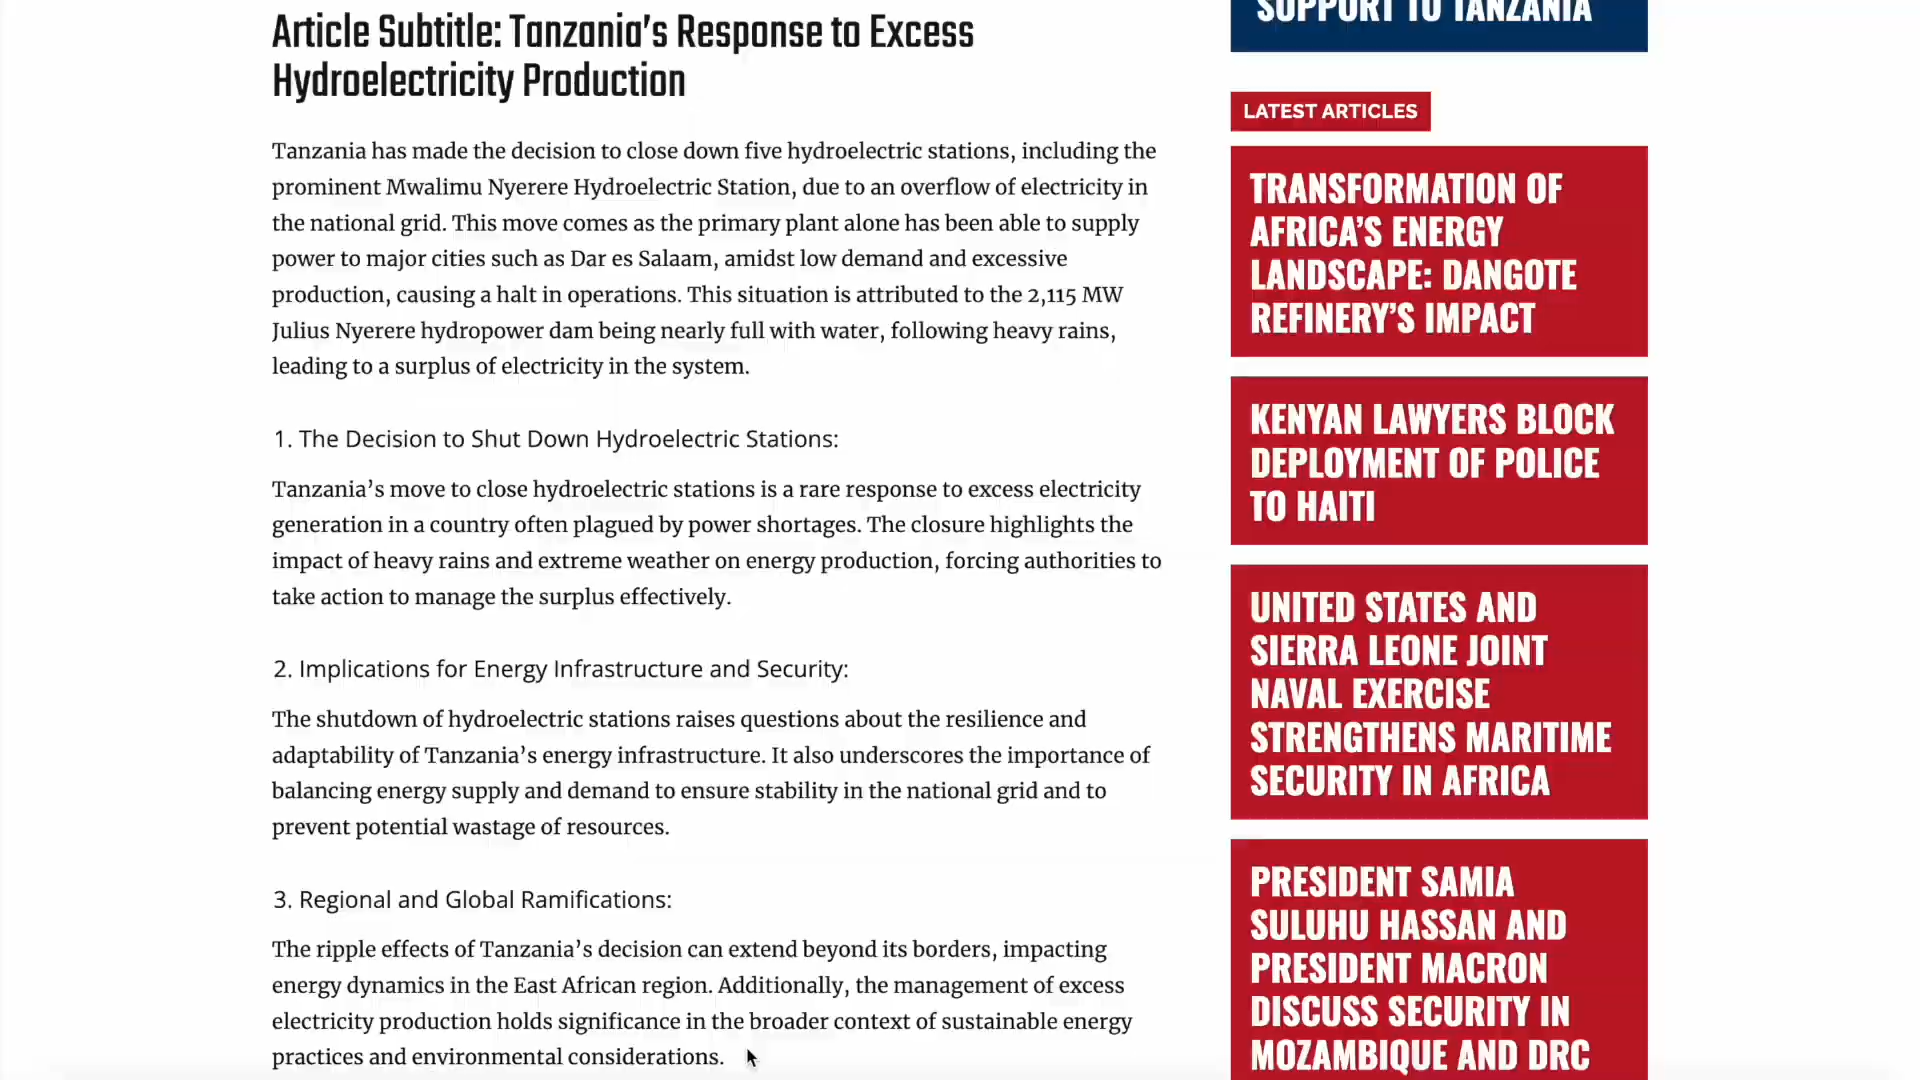 Article Subtitle: Tanzania's Response to Excess
Hydroelectricity Production
Tanzania has made the decision to close down five hydroelectric stations, including the
prominent Mwalimu Nyerere Hydroelectric Station, due to an overflow of electricity in
the national grid. This move comes as the primary plant alone has been able to supply
power to major cities such as Dar es Salaam, amidst low demand and excessive
production, causing a halt in operations. This situation is attributed to the 2,115 MW
Julius Nyerere hydropower dam being nearly full with water, following heavy rains,
leading to a surplus of electricity in the system.
1. The Decision to Shut Down Hydroelectric Stations:
Tanzania’s move to close hydroelectric stations is a rare response to excess electricity
generation in a country often plagued by power shortages. The closure highlights the
impact of heavy rains and extreme weather on energy production, forcing authorities to
take action to manage the surplus effectively.
2. Implications for Energy Infrastructure and Security:
The shutdown of hydroelectric stations raises questions about the resilience and
adaptability of Tanzania’s energy infrastructure. It also underscores the importance of
balancing energy supply and demand to ensure stability in the national grid and to
prevent potential wastage of resources.
3. Regional and Global Ramifications:
The ripple effects of Tanzania’s decision can extend beyond its borders, impacting
energy dynamics in the East African region. Additionally, the management of excess
electricity production holds significance in the broader context of sustainable energy
practices and environmental considerations.
SUPPORT TO TANZANIA
LATEST ARTICLES
TRANSFORMATION OF
AFRICA’S ENERGY
LANDSCAPE: DANGOTE
REFINERY’S IMPACT
KENYAN LAWYERS BLOCK
DEPLOYMENT OF POLICE
TO HAITI
UNITED STATES AND
SIERRA LEONE JOINT
NAVAL EXERCISE
STRENGTHENS MARITIME
SECURITY IN AFRICA
PRESIDENT SAMIA
SULUHU HASSAN AND
PRESIDENT MACRON
DISCUSS SECURITY IN
MOZAMBIQUE AND DRC